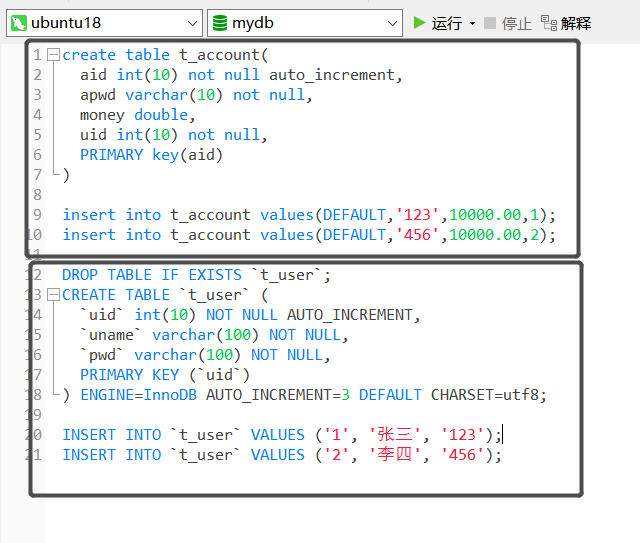 ubuntu18 mydb 运行 停止 解释
1 create table t_account(
2 aid int(10) not null auto_increment,
3 apwd varchar(10) not null,
4 money double,
5 uid int(10) not null,
6 PRIMARY key(aid)
7 )
8
9 insert into t_account values(DEFAULT,'123',10000.00,1);
10 insert into t_account values(DEFAULT,'456',10000.00,2);
11
12 DROP TABLE IF EXISTS `t_user`;
13 CREATE TABLE `t_user` (
14 `uid` int(10) NOT NULL AUTO_INCREMENT,
15 `uname` varchar(100) NOT NULL,
16 `pwd` varchar(100) NOT NULL,
17 PRIMARY KEY (`uid`)
18 ) ENGINE=InnoDB AUTO_INCREMENT=3 DEFAULT CHARSET=utf8;
19
20 INSERT INTO `t_user` VALUES ('1', '张三', '123');
21 INSERT INTO `t_user` VALUES ('2', '李四', '456');